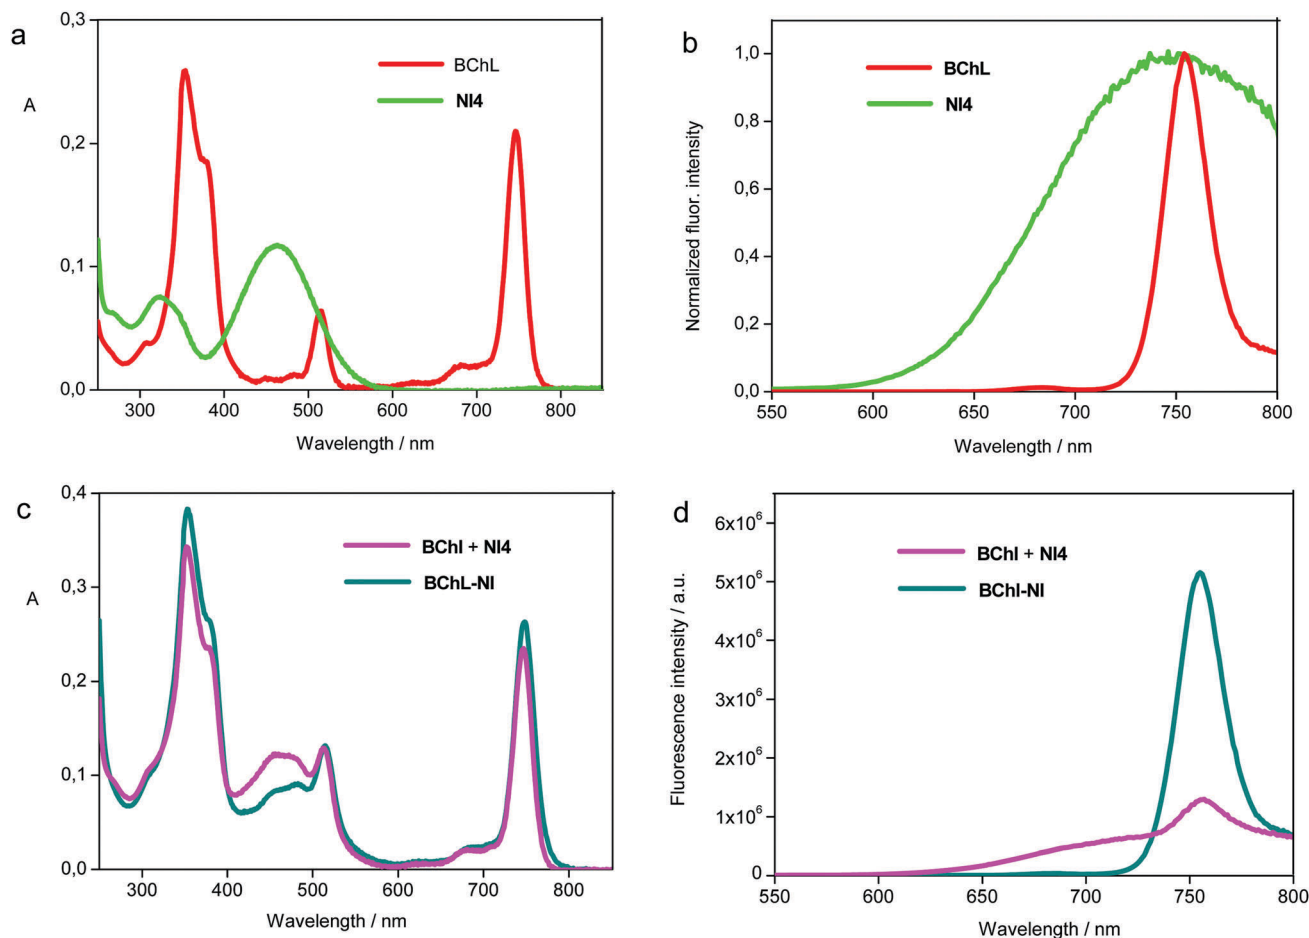 a
0,3
0,2
0,1
0,0
A
BChL
NI4
300 400 500 600 700 800
Wavelength / nm
b
1,0
0,8
0,6
0,4
0,2
0,0
Normalized fluor. intensity
BChL
NI4
550 600 650 700 750 800
Wavelength / nm
c
0,4
0,3
0,2
0,1
0,0
A
BChl + NI4
BChL-NI
300 400 500 600 700 800
Wavelength / nm
d
6x10⁶
5x10⁶
4x10⁶
3x10⁶
2x10⁶
1x10⁶
0
Fluorescence intensity / a.u.
BChl + NI4
BChl-NI
550 600 650 700 750 800
Wavelength / nm